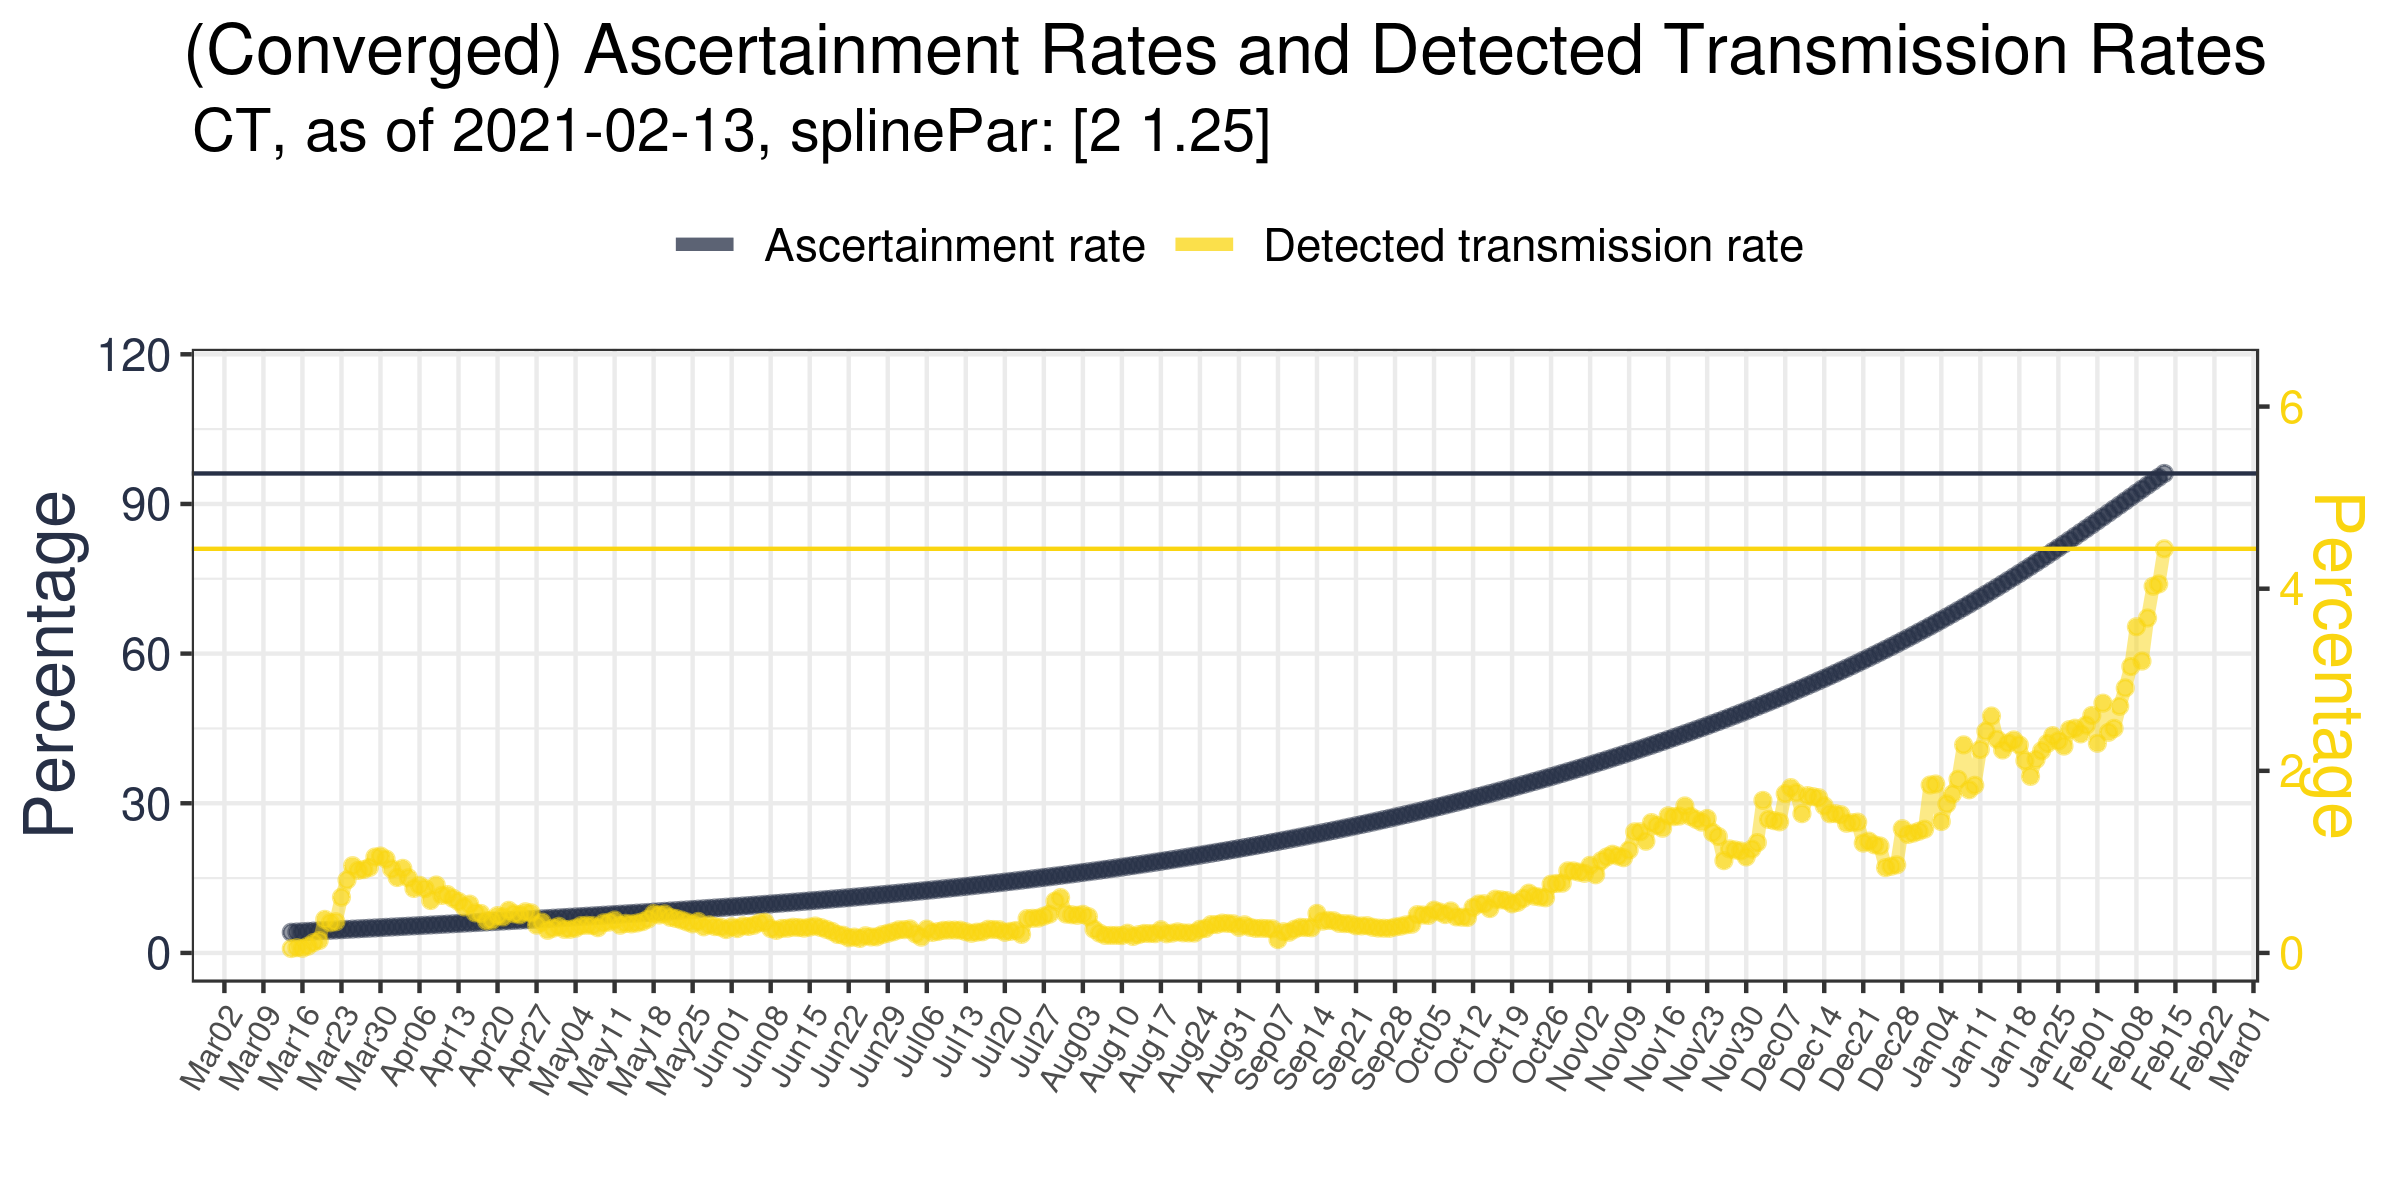 (Converged) Ascertainment Rates and Detected Transmission Rates
CT, as of 2021-02-13, splinePar: [2 1.25]
Ascertainment rate Detected transmission rate
Percentage
120
90
60
30
0
6
4
2
0
Percentage
Mar02 Mar09 Mar16 Mar23 Mar30 Apr06 Apr13 Apr20 Apr27 May04 May11 May18 May25 Jun01 Jun08 Jun15 Jun22 Jun29 Jul06 Jul13 Jul20 Jul27 Aug03 Aug10 Aug17 Aug24 Aug31 Sep07 Sep14 Sep21 Sep28 Oct05 Oct12 Oct19 Oct26 Nov02 Nov09 Nov16 Nov23 Nov30 Dec07 Dec14 Dec21 Dec28 Jan04 Jan11 Jan18 Jan25 Feb01 Feb08 Feb15 Feb22 Mar01